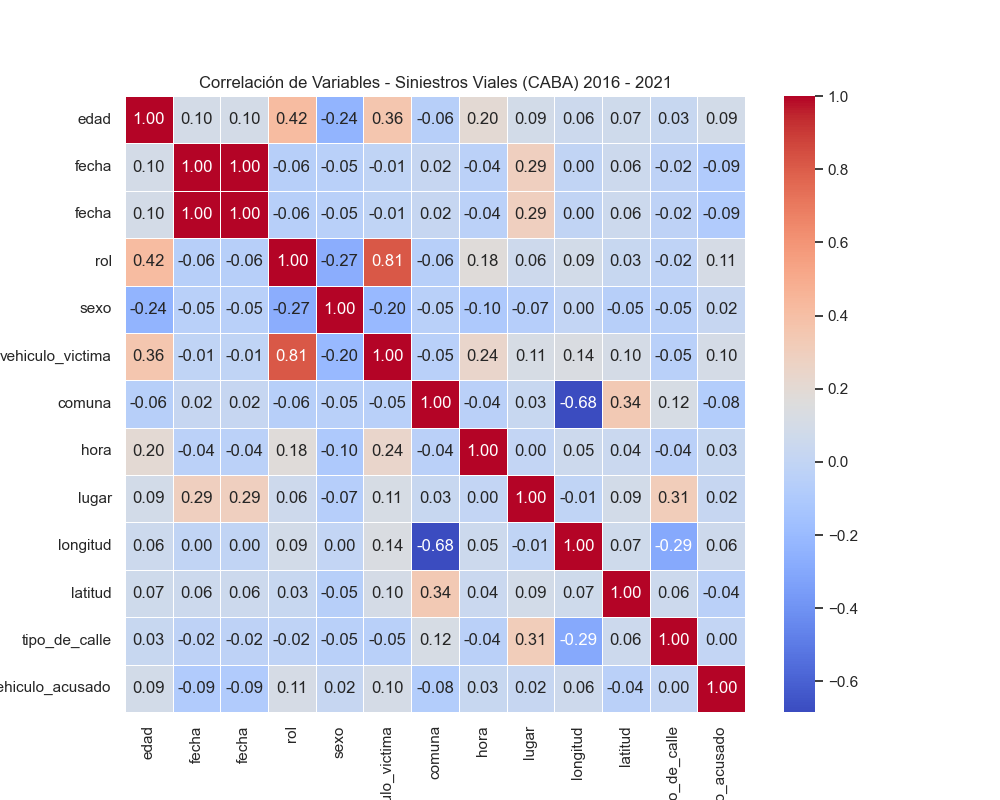 Correlación de Variables - Siniestros Viales (CABA) 2016 - 2021
edad 1.00 0.10 0.10 0.42 -0.24 0.36 -0.06 0.20 0.09 0.06 0.07 0.03 0.09
fecha 0.10 1.00 1.00 -0.06 -0.05 -0.01 0.02 -0.04 0.29 0.00 0.06 -0.02 -0.09
fecha 0.10 1.00 1.00 -0.06 -0.05 -0.01 0.02 -0.04 0.29 0.00 0.06 -0.02 -0.09
rol 0.42 -0.06 -0.06 1.00 -0.27 0.81 -0.06 0.18 0.06 0.09 0.03 -0.02 0.11
sexo -0.24 -0.05 -0.05 -0.27 1.00 -0.20 -0.05 -0.10 -0.07 0.00 -0.05 -0.05 0.02
vehiculo_victima 0.36 -0.01 -0.01 0.81 -0.20 1.00 -0.05 0.24 0.11 0.14 0.10 -0.05 0.10
comuna -0.06 0.02 0.02 -0.06 -0.05 -0.05 1.00 -0.04 0.03 -0.68 0.34 0.12 -0.08
hora 0.20 -0.04 -0.04 0.18 -0.10 0.24 -0.04 1.00 0.00 0.05 0.04 -0.04 0.03
lugar 0.09 0.29 0.29 0.06 -0.07 0.11 0.03 0.00 1.00 -0.01 0.09 0.31 0.02
longitud 0.06 0.00 0.00 0.09 0.00 0.14 -0.68 0.05 -0.01 1.00 0.07 -0.29 0.06
latitud 0.07 0.06 0.06 0.03 -0.05 0.10 0.34 0.04 0.09 0.07 1.00 0.06 -0.04
tipo_de_calle 0.03 -0.02 -0.02 -0.02 -0.05 -0.05 0.12 -0.04 0.31 -0.29 0.06 1.00 0.00
ehiculo_acusado 0.09 -0.09 -0.09 0.11 0.02 0.10 -0.08 0.03 0.02 0.06 -0.04 0.00 1.00
edad fecha fecha rol sexo ulo_victima comuna hora lugar longitud latitud o_de_calle o_acusado
1.0
0.8
0.6
0.4
0.2
0.0
−0.2
−0.4
−0.6